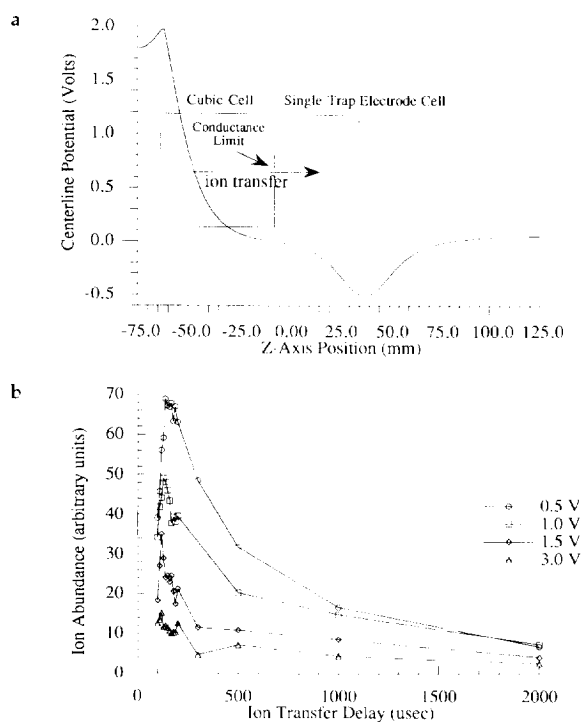 a
2.0
1.5
1.0
0.5
0.0
-0.5
Centerline Potential (Volts)
Cubic Cell
Single Trap Electrode Cell
Conductance
Limit
ion transfer
-75.0 -50.0 -25.0 0.00 25.0 50.0 75.0 100.0 125.0
Z-Axis Position (mm)
b
70
60
50
40
30
20
10
0
Ion Abundance (arbitrary units)
0.5 V
1.0 V
1.5 V
3.0 V
0 500 1000 1500 2000
Ion Transfer Delay (usec)